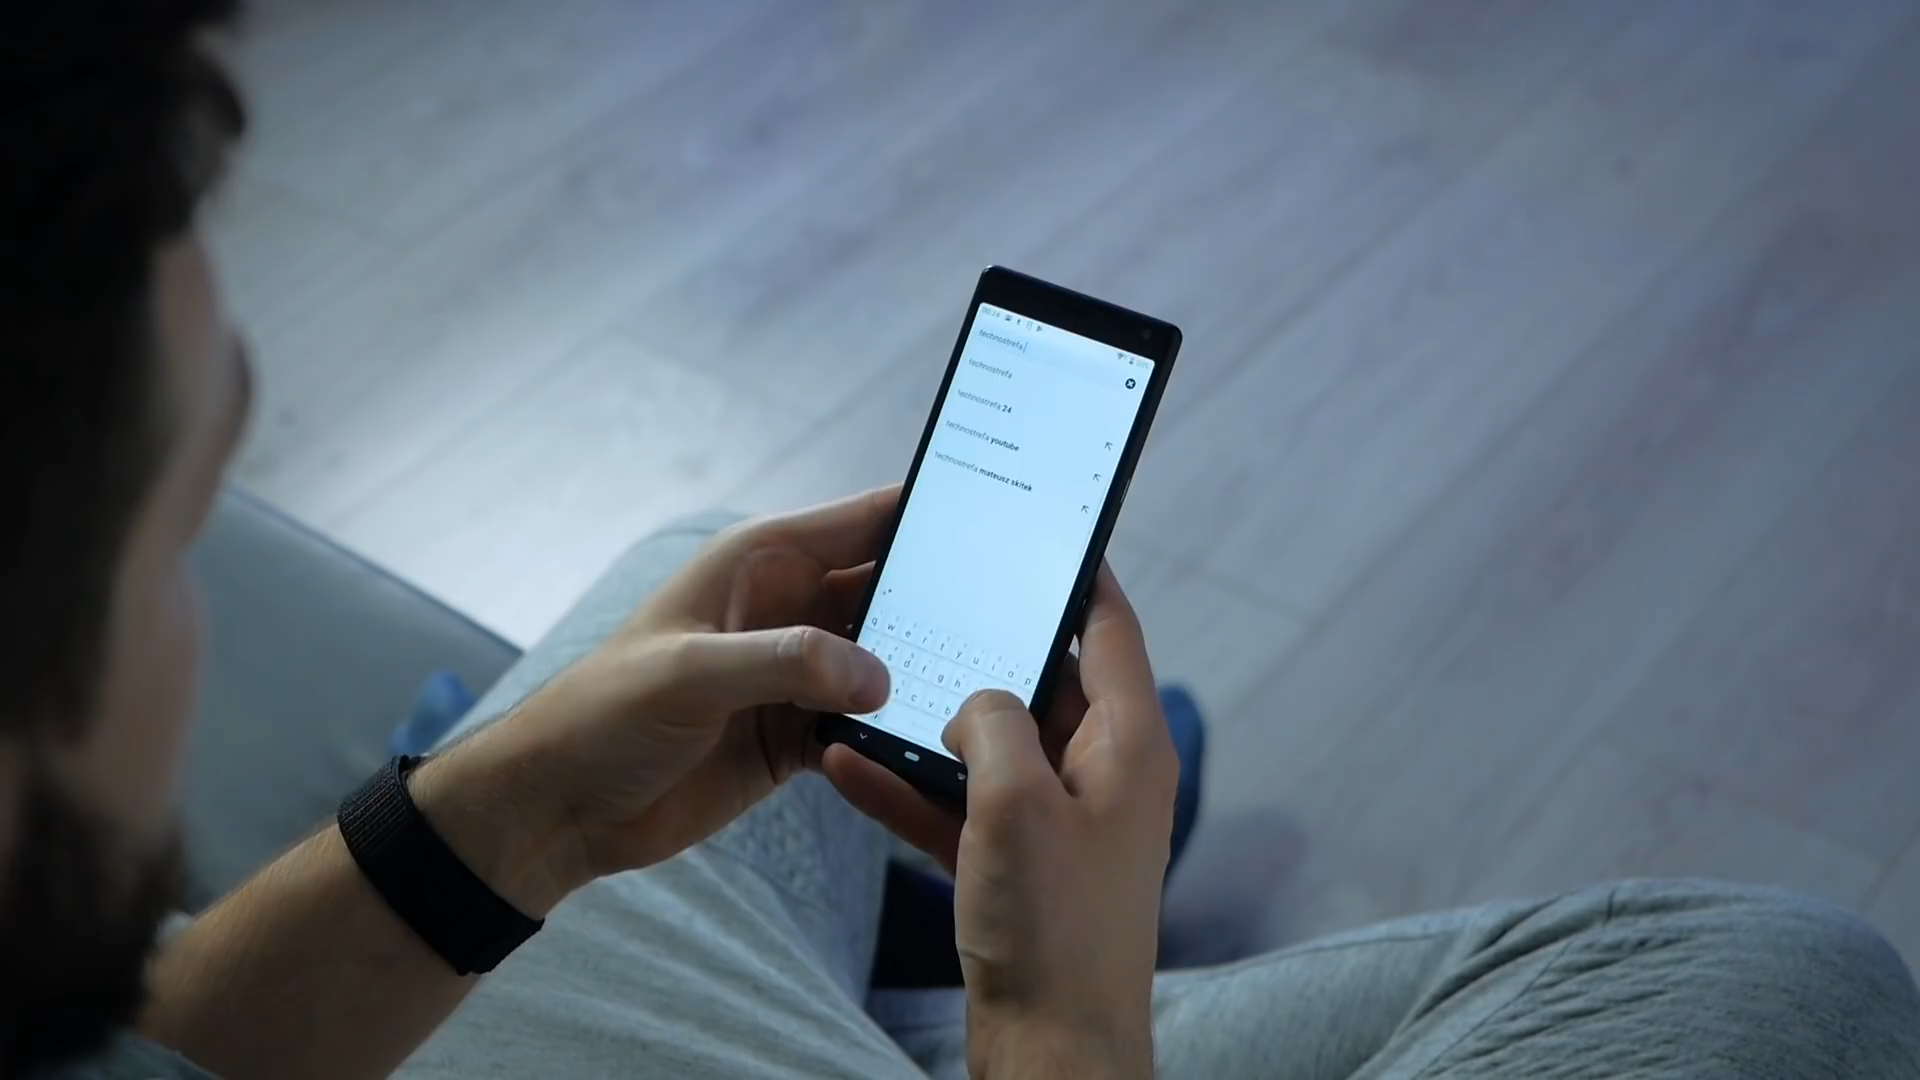 technostrefa
technostrefa
technostrefa 24
technostrefa youtube
technostrefa mateusz skitek
q w e r t y u i o p
s d f g h
c v b